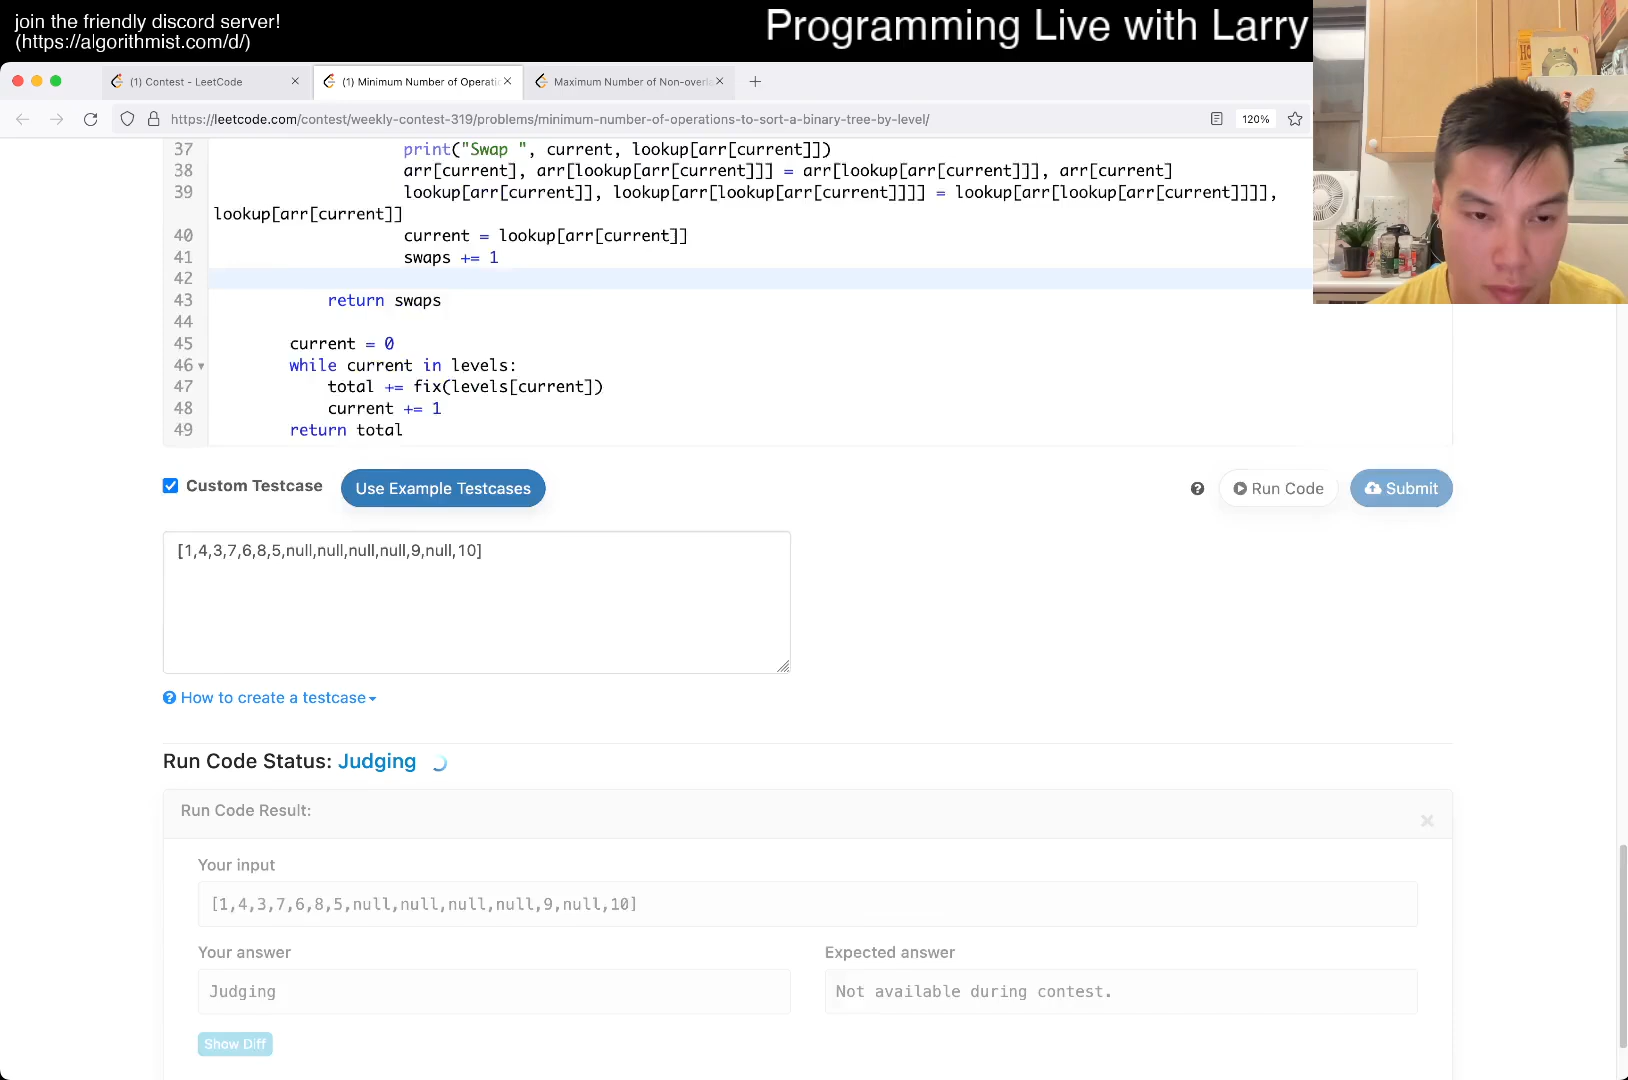 join the friendly discord server!
(https://algorithmist.com/d/)
Programming Live with Larry
(1) Contest - LeetCode
(1) Minimum Number of Operati
Maximum Number of Non-overl
https://leetcode.com/contest/weekly-contest-319/problems/minimum-number-of-operations-to-sort-a-binary-tree-by-level/
120%
37 print("Swap ", current, lookup[arr[current]])
38 arr[current], arr[lookup[arr[current]]] = arr[lookup[arr[current]]], arr[current]
39 lookup[arr[current]], lookup[arr[lookup[arr[current]]]] = lookup[arr[lookup[arr[current]]]],
lookup[arr[current]]
40 current = lookup[arr[current]]
41 swaps += 1
42
43 return swaps
44
45 current = 0
46 while current in levels:
47 total += fix(levels[current])
48 current += 1
49 return total
Custom Testcase
Use Example Testcases
Run Code
Submit
[1,4,3,7,6,8,5,null,null,null,null,9,null,10]
How to create a testcase
Run Code Status: Judging
Run Code Result:
Your input
[1,4,3,7,6,8,5,null,null,null,null,9,null,10]
Your answer
Expected answer
Judging
Not available during contest.
Show Diff